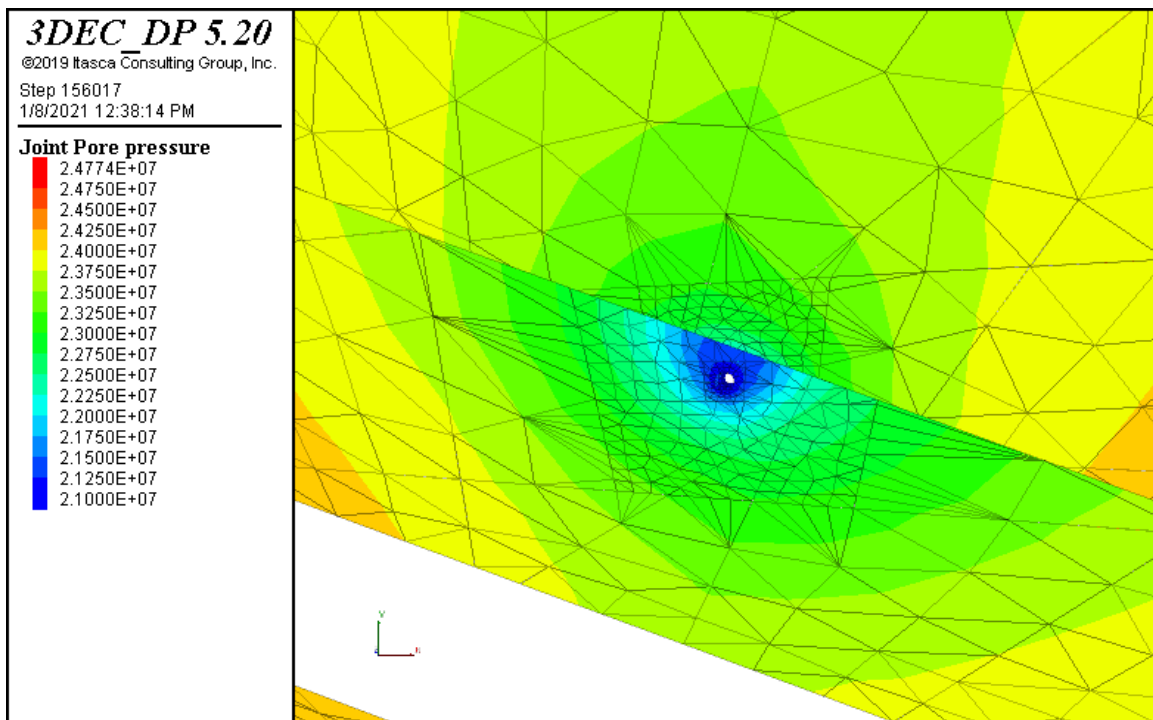 3DEC_DP 5.20
©2019 Itasca Consulting Group, Inc.
Step 156017
1/8/2021 12:38:14 PM
Joint Pore pressure
2.4774E+07
2.4750E+07
2.4500E+07
2.4250E+07
2.4000E+07
2.3750E+07
2.3500E+07
2.3250E+07
2.3000E+07
2.2750E+07
2.2500E+07
2.2250E+07
2.2000E+07
2.1750E+07
2.1500E+07
2.1250E+07
2.1000E+07